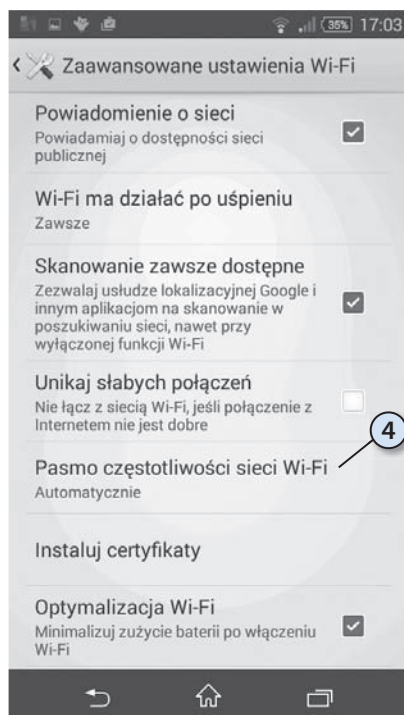 35% 17:03
Zaawansowane ustawienia Wi-Fi
Powiadomienie o sieci
Powiadamiaj o dostępności sieci
publicznej
Wi-Fi ma działać po uśpieniu
Zawsze
Skanowanie zawsze dostępne
Zezwalaj usłudze lokalizacyjnej Google i
innym aplikacjom na skanowanie w
poszukiwaniu sieci, nawet przy
wyłączonej funkcji Wi-Fi
Unikaj słabych połączeń
Nie łącz z siecią Wi-Fi, jeśli połączenie z
Internetem nie jest dobre
4
Pasmo częstotliwości sieci Wi-Fi
Automatycznie
Instaluj certyfikaty
Optymalizacja Wi-Fi
Minimalizuj zużycie baterii po włączeniu
Wi-Fi